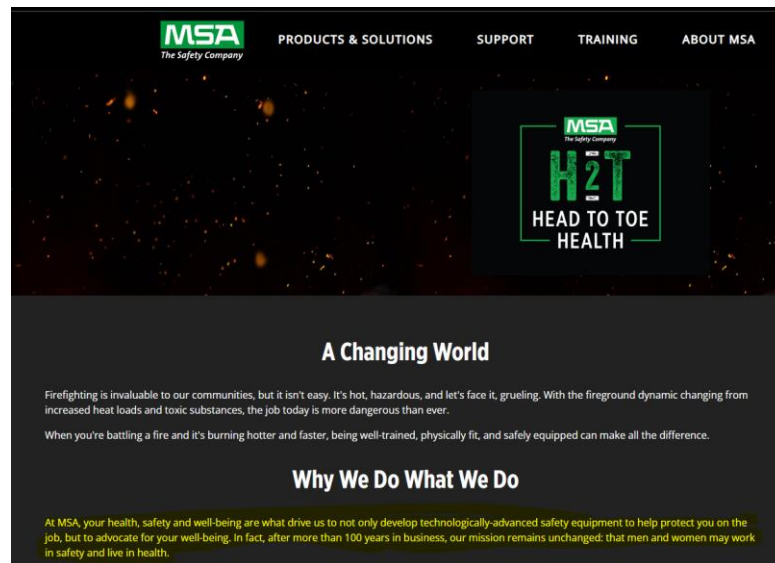 MSA
The Safety Company
PRODUCTS & SOLUTIONS SUPPORT TRAINING ABOUT MSA
MSA
The Safety Company
H2T
HEAD TO TOE
HEALTH
A Changing World
Firefighting is invaluable to our communities, but it isn't easy. It's hot, hazardous, and let's face it, grueling. With the fireground dynamic changing from
increased heat loads and toxic substances, the job today is more dangerous than ever.
When you're battling a fire and it's burning hotter and faster, being well-trained, physically fit, and safely equipped can make all the difference.
Why We Do What We Do
At MSA, your health, safety and well-being are what drive us to not only develop technologically-advanced safety equipment to help protect you on the
job, but to advocate for your well-being. In fact, after more than 100 years in business, our mission remains unchanged: that men and women may work
in safety and live in health.